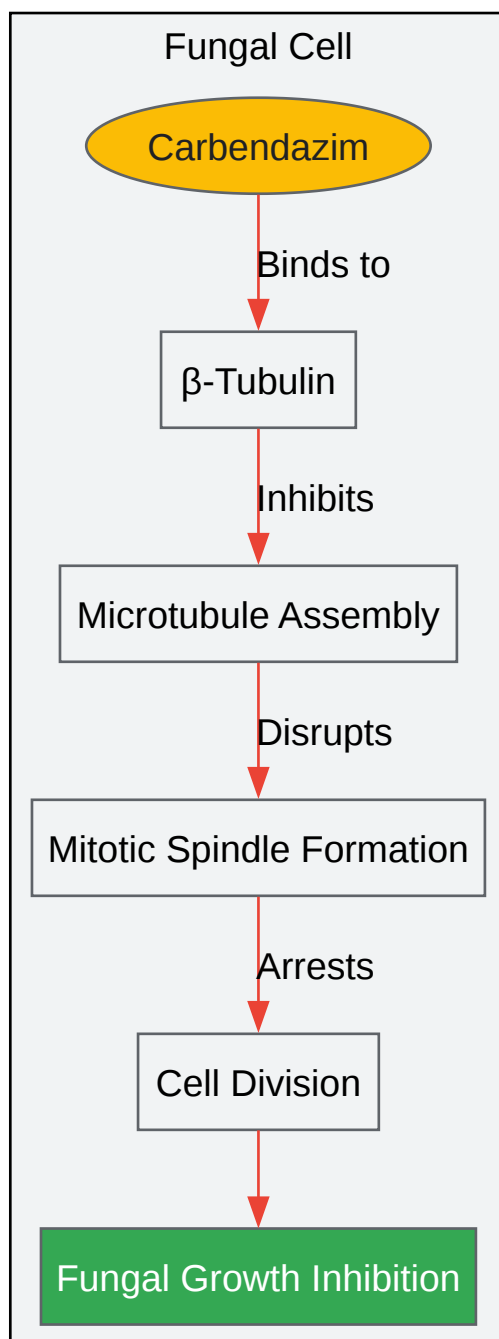 Fungal Cell
Carbendazim
Binds to
β-Tubulin
Inhibits
Microtubule Assembly
Disrupts
Mitotic Spindle Formation
Arrests
Cell Division
Fungal Growth Inhibition